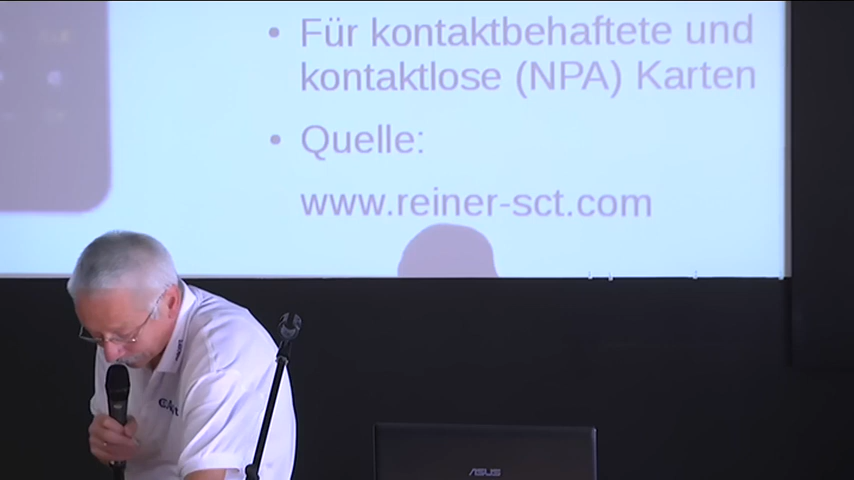 • Für kontaktbehaftete und
kontaktlose (NPA) Karten
• Quelle:
www.reiner-sct.com
ASUS